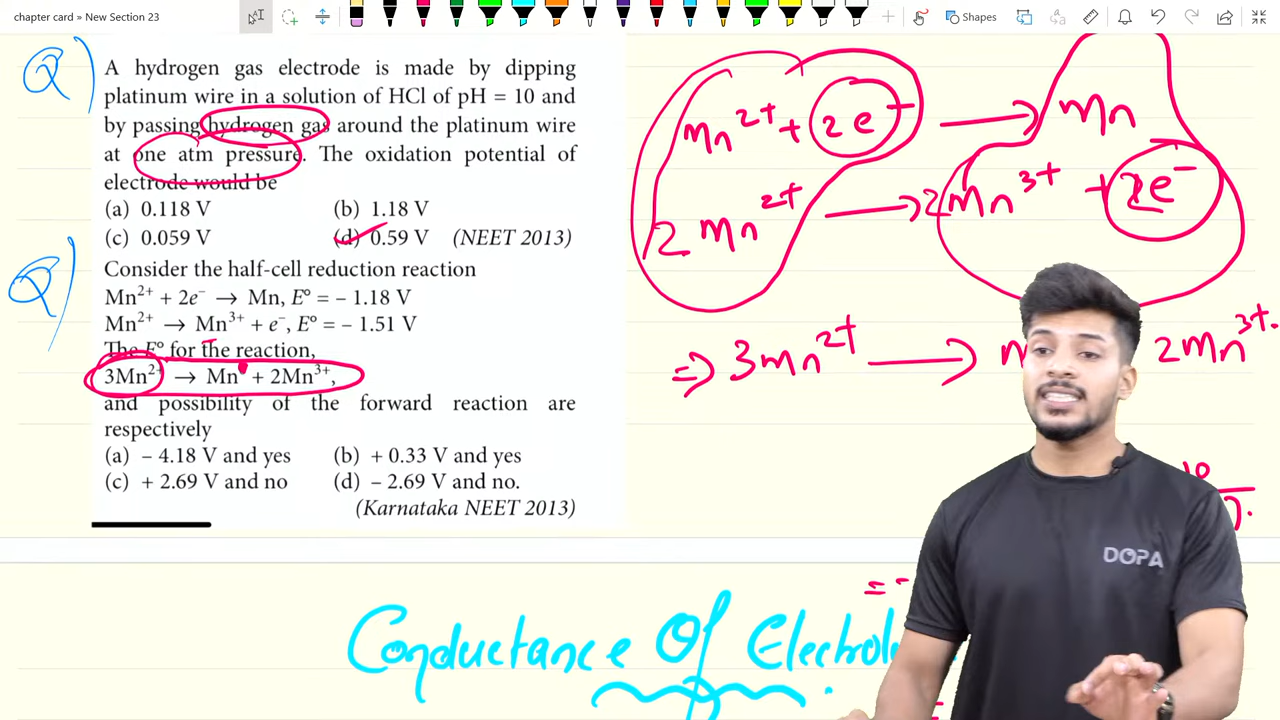 chapter card » New Section 23
Shapes
Q)
A hydrogen gas electrode is made by dipping
platinum wire in a solution of HCl of pH = 10 and
by passing hydrogen gas around the platinum wire
at one atm pressure. The oxidation potential of
electrode would be
(a) 0.118 V (b) 1.18 V
(c) 0.059 V (d) 0.59 V (NEET 2013)
Q)
Consider the half-cell reduction reaction
Mn²⁺ + 2e⁻ → Mn, E° = – 1.18 V
Mn²⁺ → Mn³⁺ + e⁻, E° = – 1.51 V
The E° for the reaction,
3Mn²⁺ → Mn + 2Mn³⁺,
and possibility of the forward reaction are
respectively
(a) – 4.18 V and yes (b) + 0.33 V and yes
(c) + 2.69 V and no (d) – 2.69 V and no.
(Karnataka NEET 2013)
Mn²⁺ + 2e⁻ → Mn
2Mn²⁺ → 2Mn³⁺ + 2e⁻
⇒ 3Mn²⁺ → 2Mn³⁺
Conductance Of
DOPA